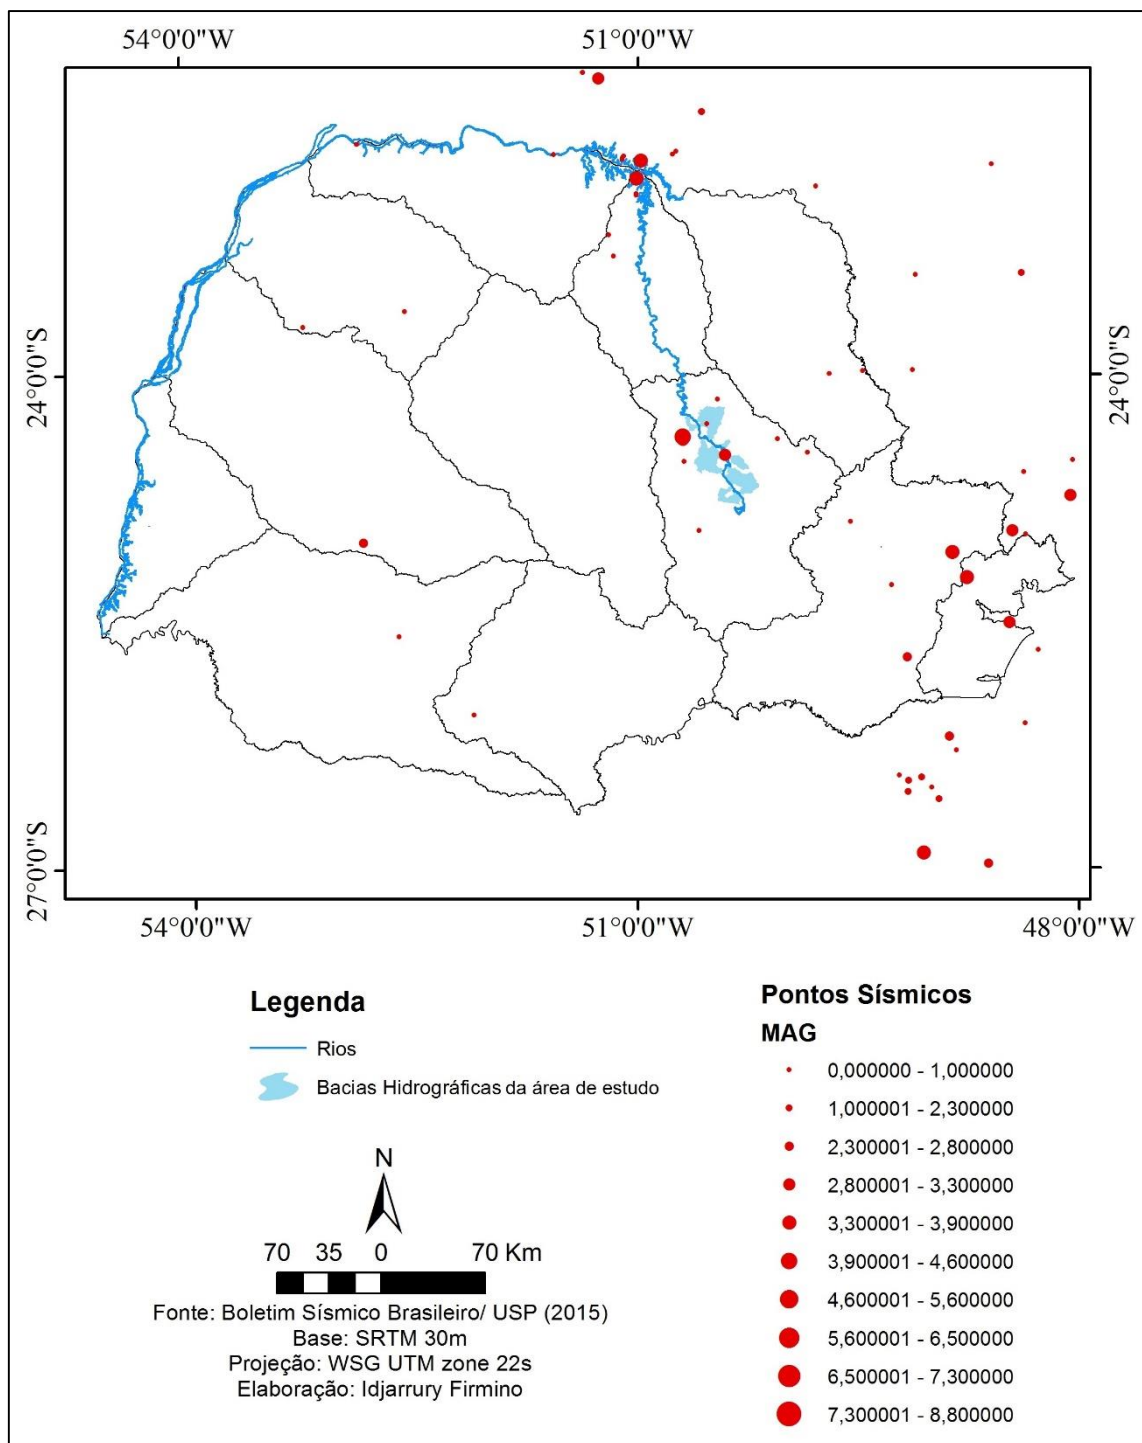 54°0'0"W 51°0'0"W
24°0'0"S 24°0'0"S
27°0'0"S
54°0'0"W 51°0'0"W 48°0'0"W
Legenda
Rios
Bacias Hidrográficas da área de estudo
N
70 35 0 70 Km
Fonte: Boletim Sísmico Brasileiro/ USP (2015)
Base: SRTM 30m
Projeção: WSG UTM zone 22s
Elaboração: Idjarrury Firmino
Pontos Sísmicos
MAG
0,000000 - 1,000000
1,000001 - 2,300000
2,300001 - 2,800000
2,800001 - 3,300000
3,300001 - 3,900000
3,900001 - 4,600000
4,600001 - 5,600000
5,600001 - 6,500000
6,500001 - 7,300000
7,300001 - 8,800000